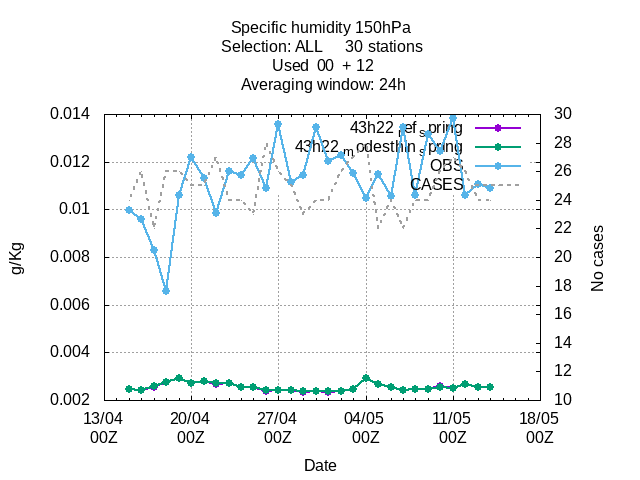 Specific humidity 150hPa
Selection: ALL 30 stations
Used 00 + 12
Averaging window: 24h
43h22_ref_spring
43h22_modesthin_spring
OBS
CASES
0.014
0.012
0.01
0.008
0.006
0.004
0.002
30
28
26
24
22
20
18
16
14
12
10
g/Kg
No cases
13/04 20/04 27/04 04/05 11/05 18/05
00Z 00Z 00Z 00Z 00Z 00Z
Date